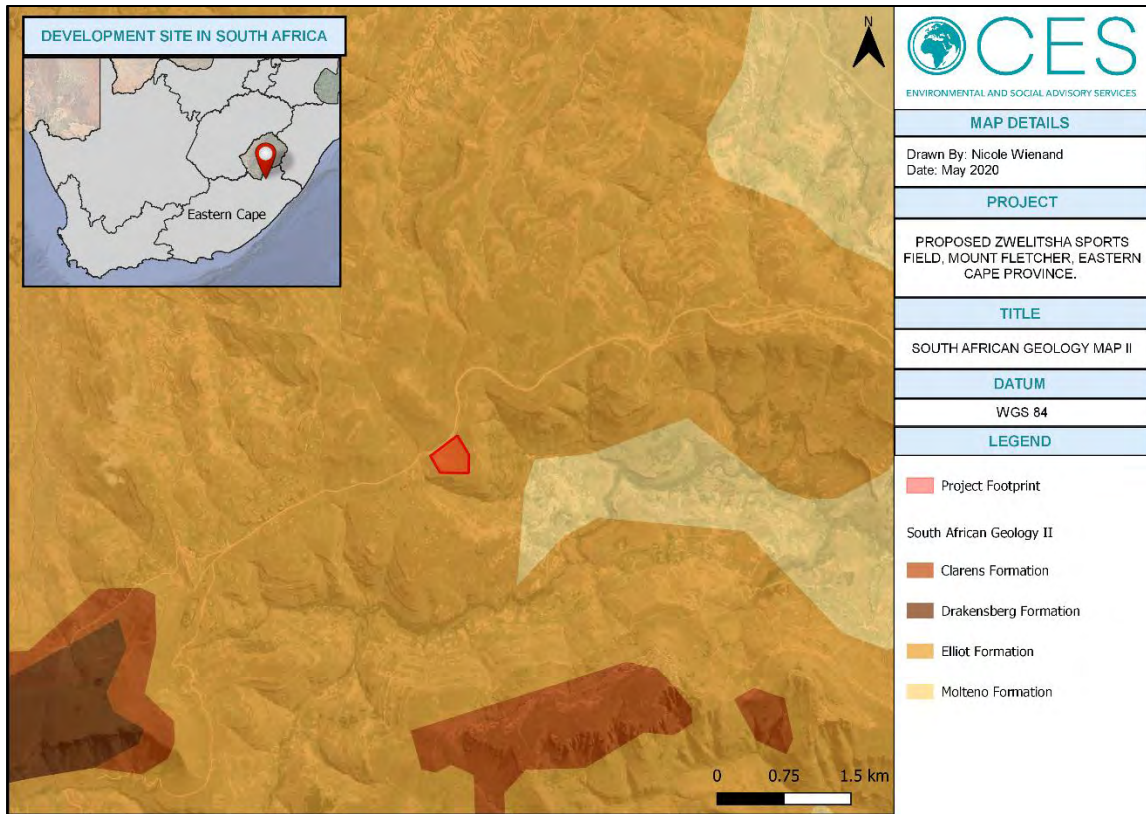 DEVELOPMENT SITE IN SOUTH AFRICA
Eastern Cape
N
0 0.75 1.5 km
CES
ENVIRONMENTAL AND SOCIAL ADVISORY SERVICES
MAP DETAILS
Drawn By: Nicole Wienand
Date: May 2020
PROJECT
PROPOSED ZWELITSHA SPORTS
FIELD, MOUNT FLETCHER, EASTERN
CAPE PROVINCE.
TITLE
SOUTH AFRICAN GEOLOGY MAP II
DATUM
WGS 84
LEGEND
Project Footprint
South African Geology II
Clarens Formation
Drakensberg Formation
Elliot Formation
Molteno Formation